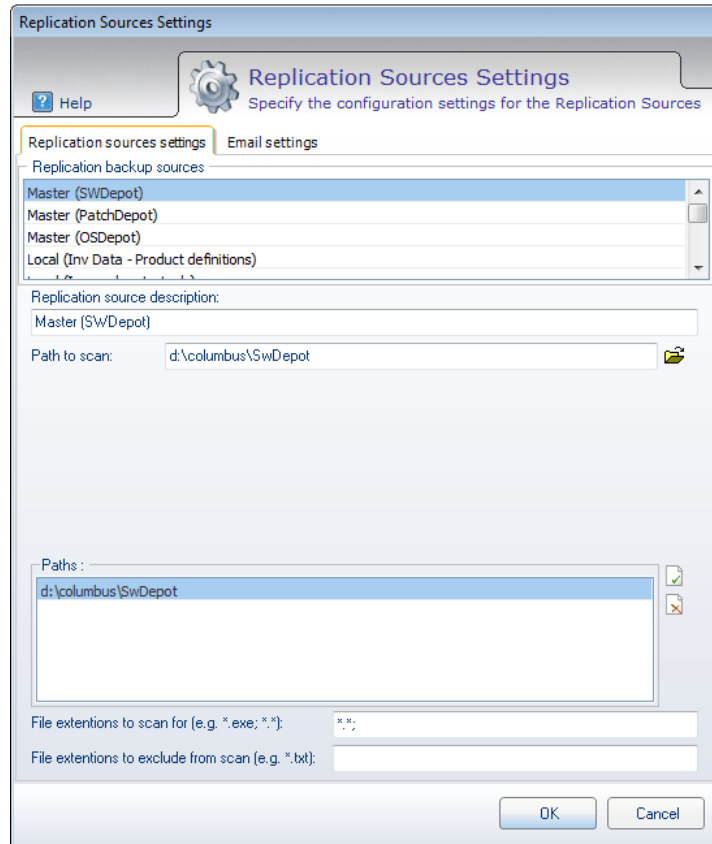 Replication Sources Settings
Replication Sources Settings
Help
Specify the configuration settings for the Replication Sources
Replication sources settings
Email settings
Replication backup sources
Master (SWDepot)
Master (PatchDepot)
Master (OSDepot)
Local (Inv Data - Product definitions)
Replication source description:
Master (SWDepot)
Path to scan:
d:\columbus\SwDepot
Paths :
d:\columbus\SwDepot
File extentions to scan for (e.g. *.exe; *.*):
*.*;
File extentions to exclude from scan (e.g. *.txt):
OK
Cancel